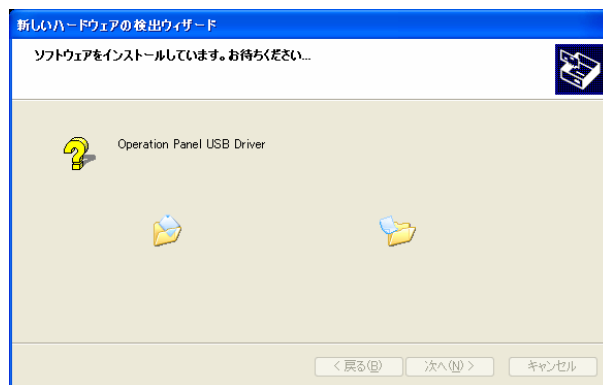 新しいハードウェアの検出ウィザード
ソフトウェアをインストールしています。お待ちください...
Operation Panel USB Driver
< 戻る(B) 次へ(N) > キャンセル